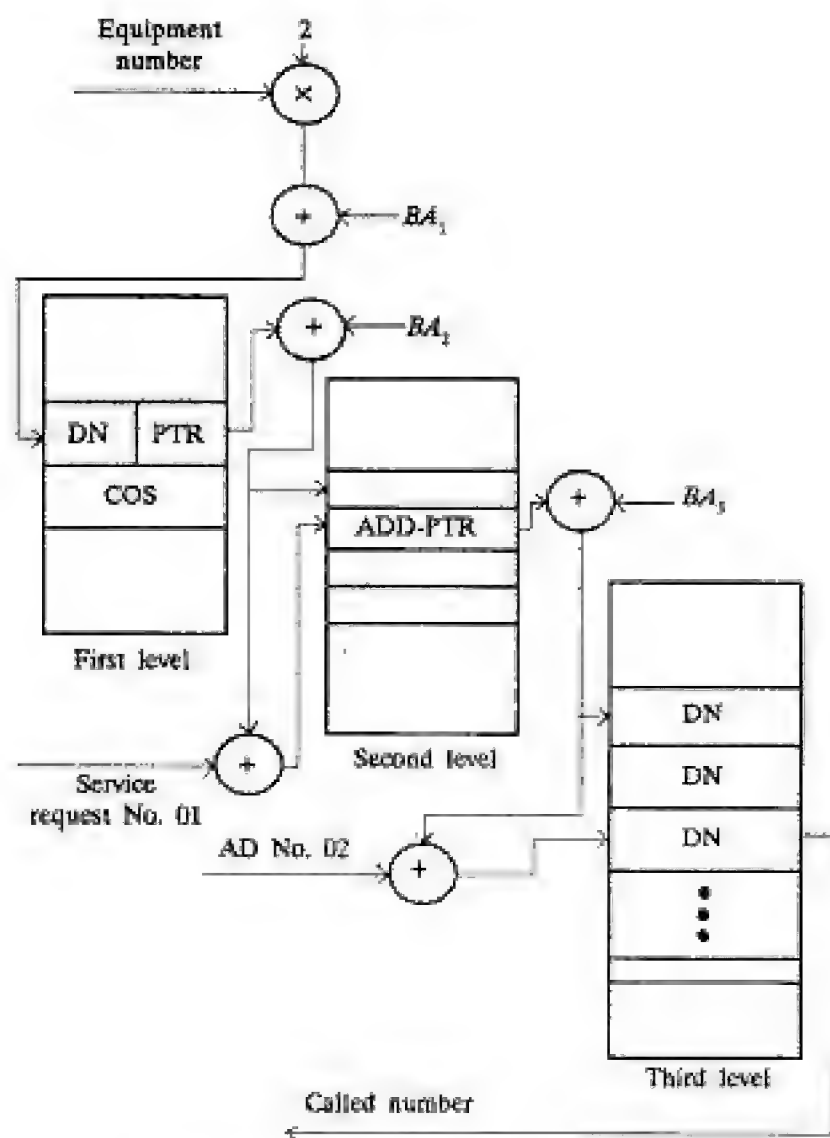 Equipment
number
2
×
+
BA₁
+
BA₂
DN
PTR
COS
First level
ADD-PTR
+
BA₃
Second level
+
Service
request No. 01
AD No. 02
+
DN
DN
DN
Third level
Called number